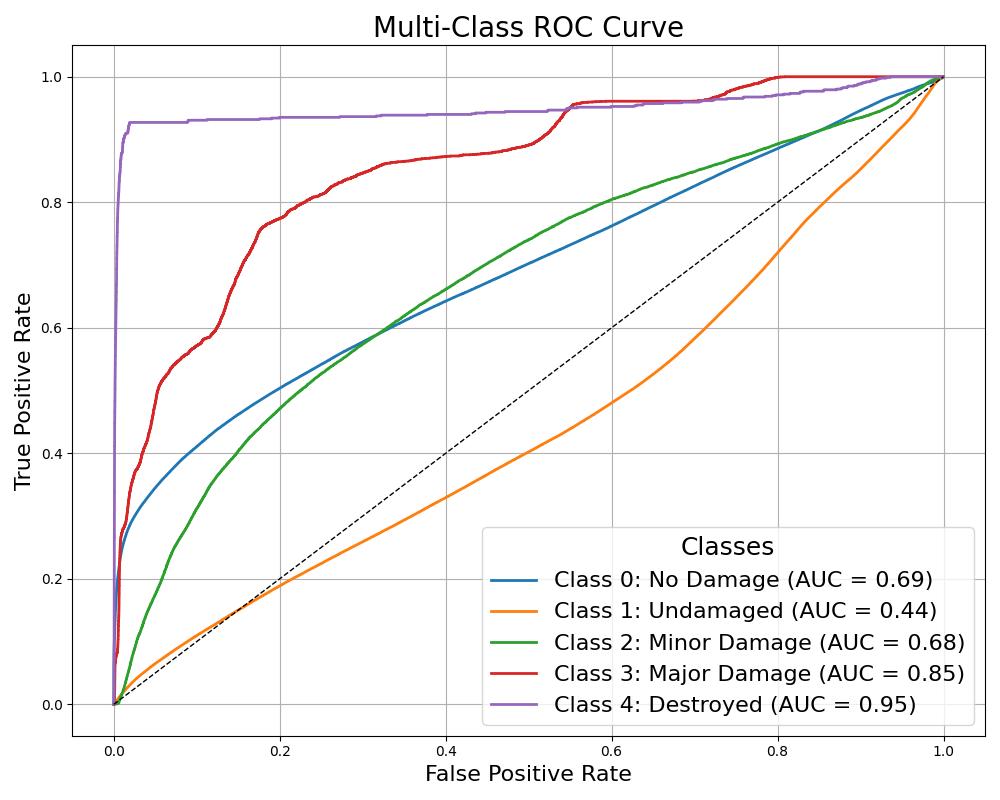 Multi-Class ROC Curve
True Positive Rate
1.0
0.8
0.6
0.4
0.2
0.0
Classes
Class 0: No Damage (AUC = 0.69)
Class 1: Undamaged (AUC = 0.44)
Class 2: Minor Damage (AUC = 0.68)
Class 3: Major Damage (AUC = 0.85)
Class 4: Destroyed (AUC = 0.95)
0.0 0.2 0.4 0.6 0.8 1.0
False Positive Rate